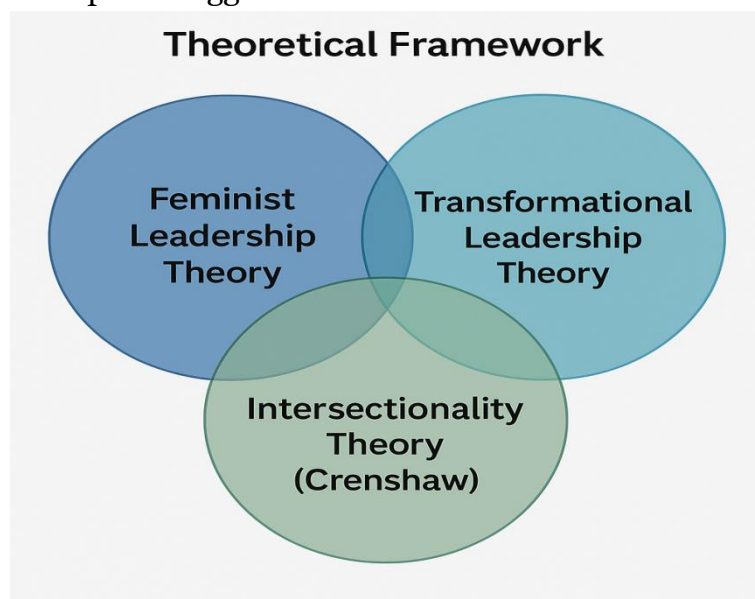 Theoretical Framework
Feminist
Leadership
Theory
Transformational
Leadership
Theory
Intersectionality
Theory
(Crenshaw)